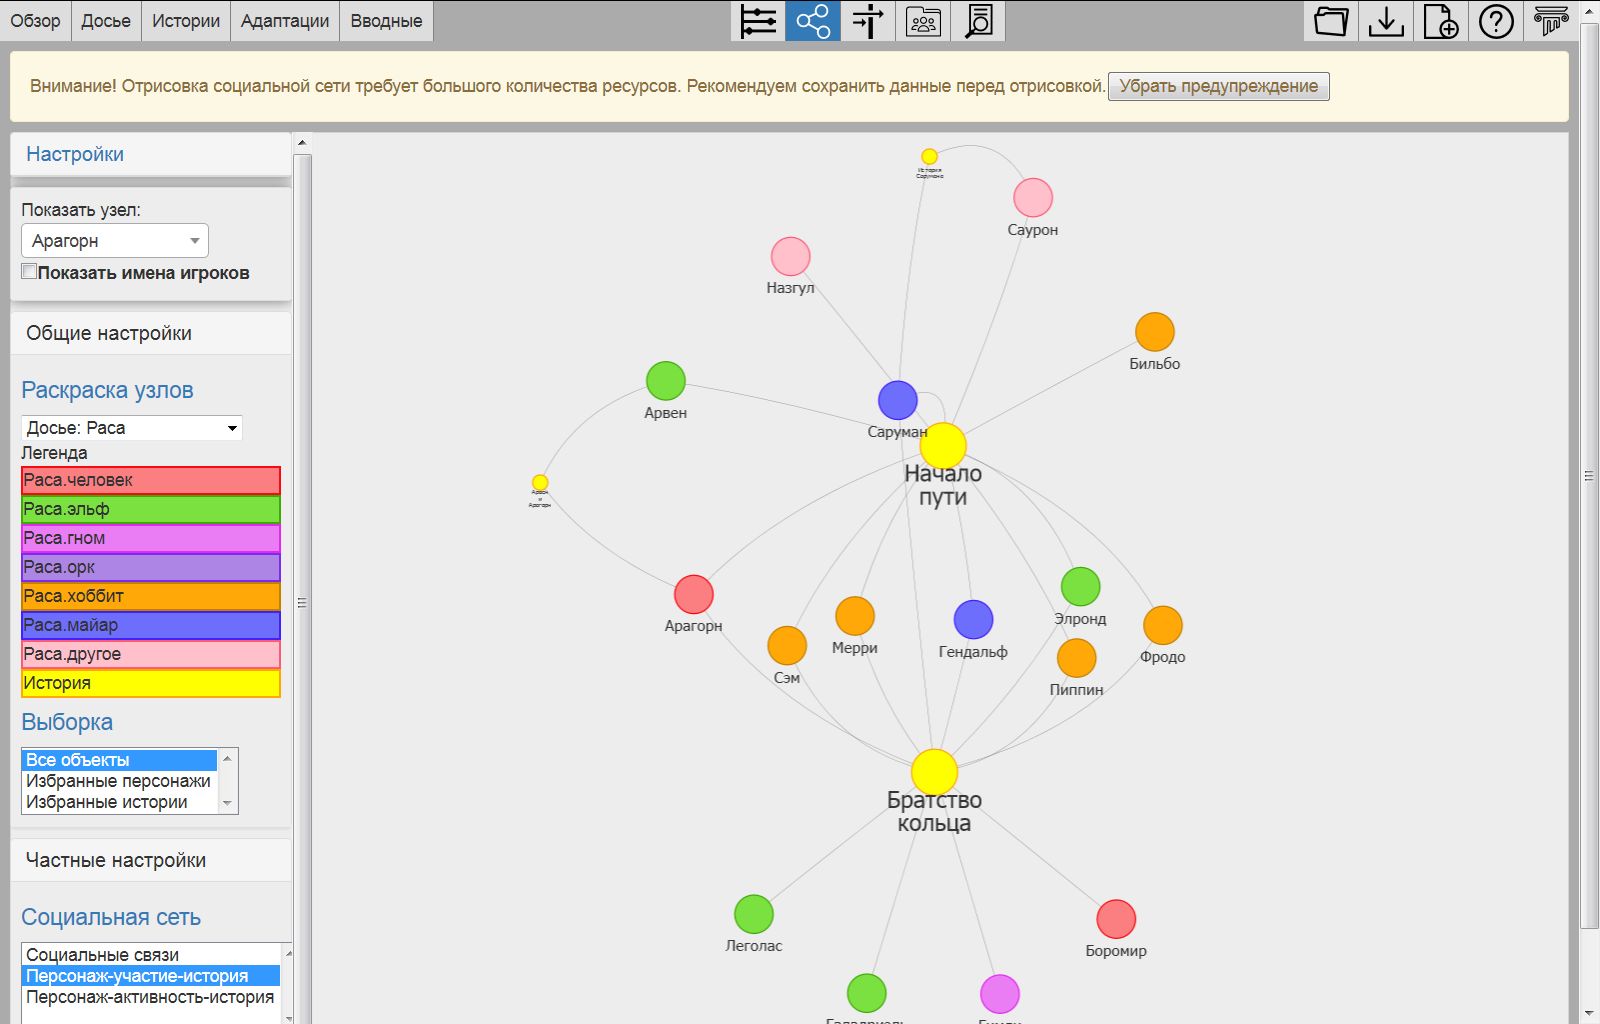 Обзор
Досье
Истории
Адаптации
Вводные
Внимание! Отрисовка социальной сети требует большого количества ресурсов. Рекомендуем сохранить данные перед отрисовкой.
Убрать предупреждение
Настройки
Показать узел:
Арагорн
Показать имена игроков
Общие настройки
Раскраска узлов
Досье: Раса
Легенда
Раса.человек
Раса.эльф
Раса.гном
Раса.орк
Раса.хоббит
Раса.майар
Раса.другое
История
Выборка
Все объекты
Избранные персонажи
Избранные истории
Частные настройки
Социальная сеть
Социальные связи
Персонаж-участие-история
Персонаж-активность-история
История
Сарумана
Саурон
Назгул
Бильбо
Арвен
Саруман
Начало
пути
Арвен
и
Арагорн
Арагорн
Сэм
Мерри
Гендальф
Элронд
Пиппин
Фродо
Братство
кольца
Леголас
Боромир